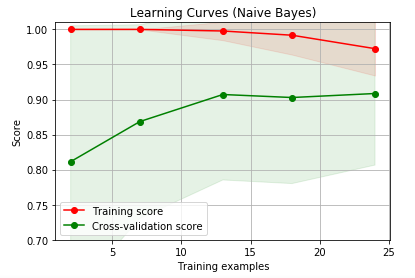 Learning Curves (Naive Bayes)
1.00
0.95
0.90
0.85
0.80
0.75
0.70
Score
Training score
Cross-validation score
5 10 15 20 25
Training examples